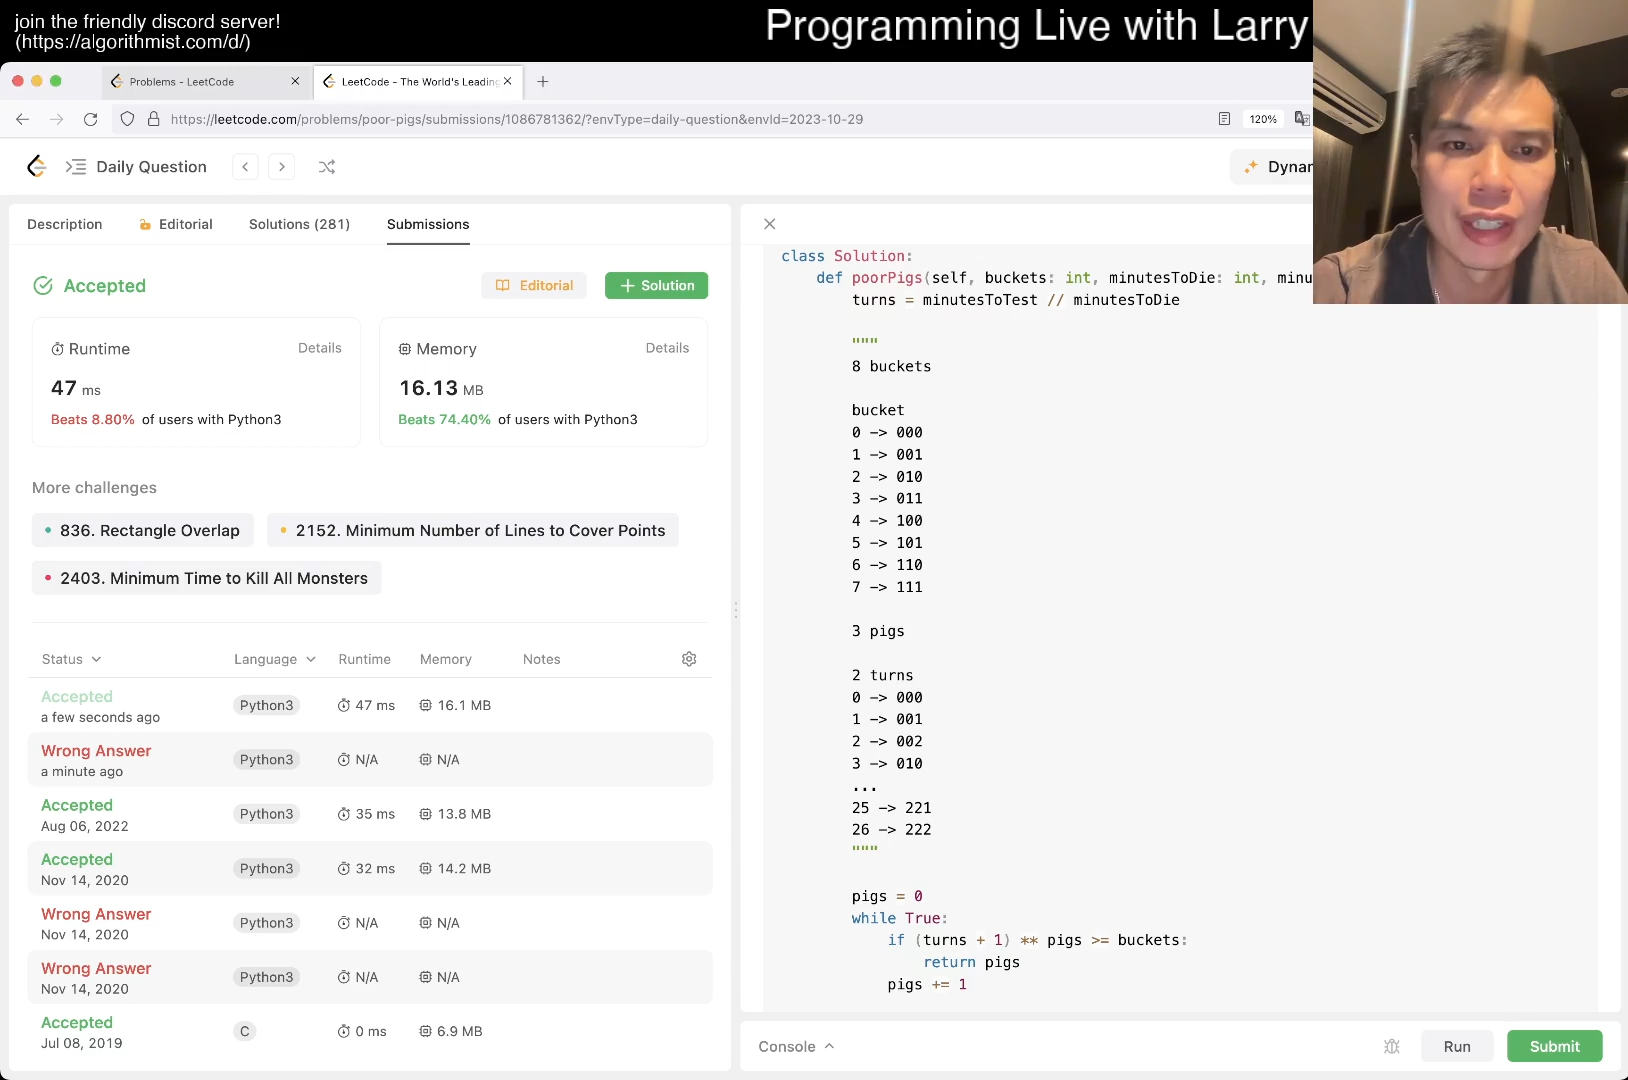 join the friendly discord server!
(https://algorithmist.com/d/)
Programming Live with Larry
Problems - LeetCode
LeetCode - The World's Leading
https://leetcode.com/problems/poor-pigs/submissions/1086781362/?envType=daily-question&envId=2023-10-29
120%
Daily Question
Dynan
Description
Editorial
Solutions (281)
Submissions
Accepted
Editorial
Solution
Runtime
Details
47 ms
Beats 8.80% of users with Python3
Memory
Details
16.13 MB
Beats 74.40% of users with Python3
More challenges
836. Rectangle Overlap
2152. Minimum Number of Lines to Cover Points
2403. Minimum Time to Kill All Monsters
Status Language Runtime Memory Notes
Accepted
a few seconds ago
Python3 47 ms 16.1 MB
Wrong Answer
a minute ago
Python3 N/A N/A
Accepted
Aug 06, 2022
Python3 35 ms 13.8 MB
Accepted
Nov 14, 2020
Python3 32 ms 14.2 MB
Wrong Answer
Nov 14, 2020
Python3 N/A N/A
Wrong Answer
Nov 14, 2020
Python3 N/A N/A
Accepted
Jul 08, 2019
C 0 ms 6.9 MB
class Solution:
def poorPigs(self, buckets: int, minutesToDie: int, minu
turns = minutesToTest // minutesToDie
"""
8 buckets
bucket
0 -> 000
1 -> 001
2 -> 010
3 -> 011
4 -> 100
5 -> 101
6 -> 110
7 -> 111
3 pigs
2 turns
0 -> 000
1 -> 001
2 -> 002
3 -> 010
...
25 -> 221
26 -> 222
"""
pigs = 0
while True:
if (turns + 1) ** pigs >= buckets:
return pigs
pigs += 1
Console
Run
Submit